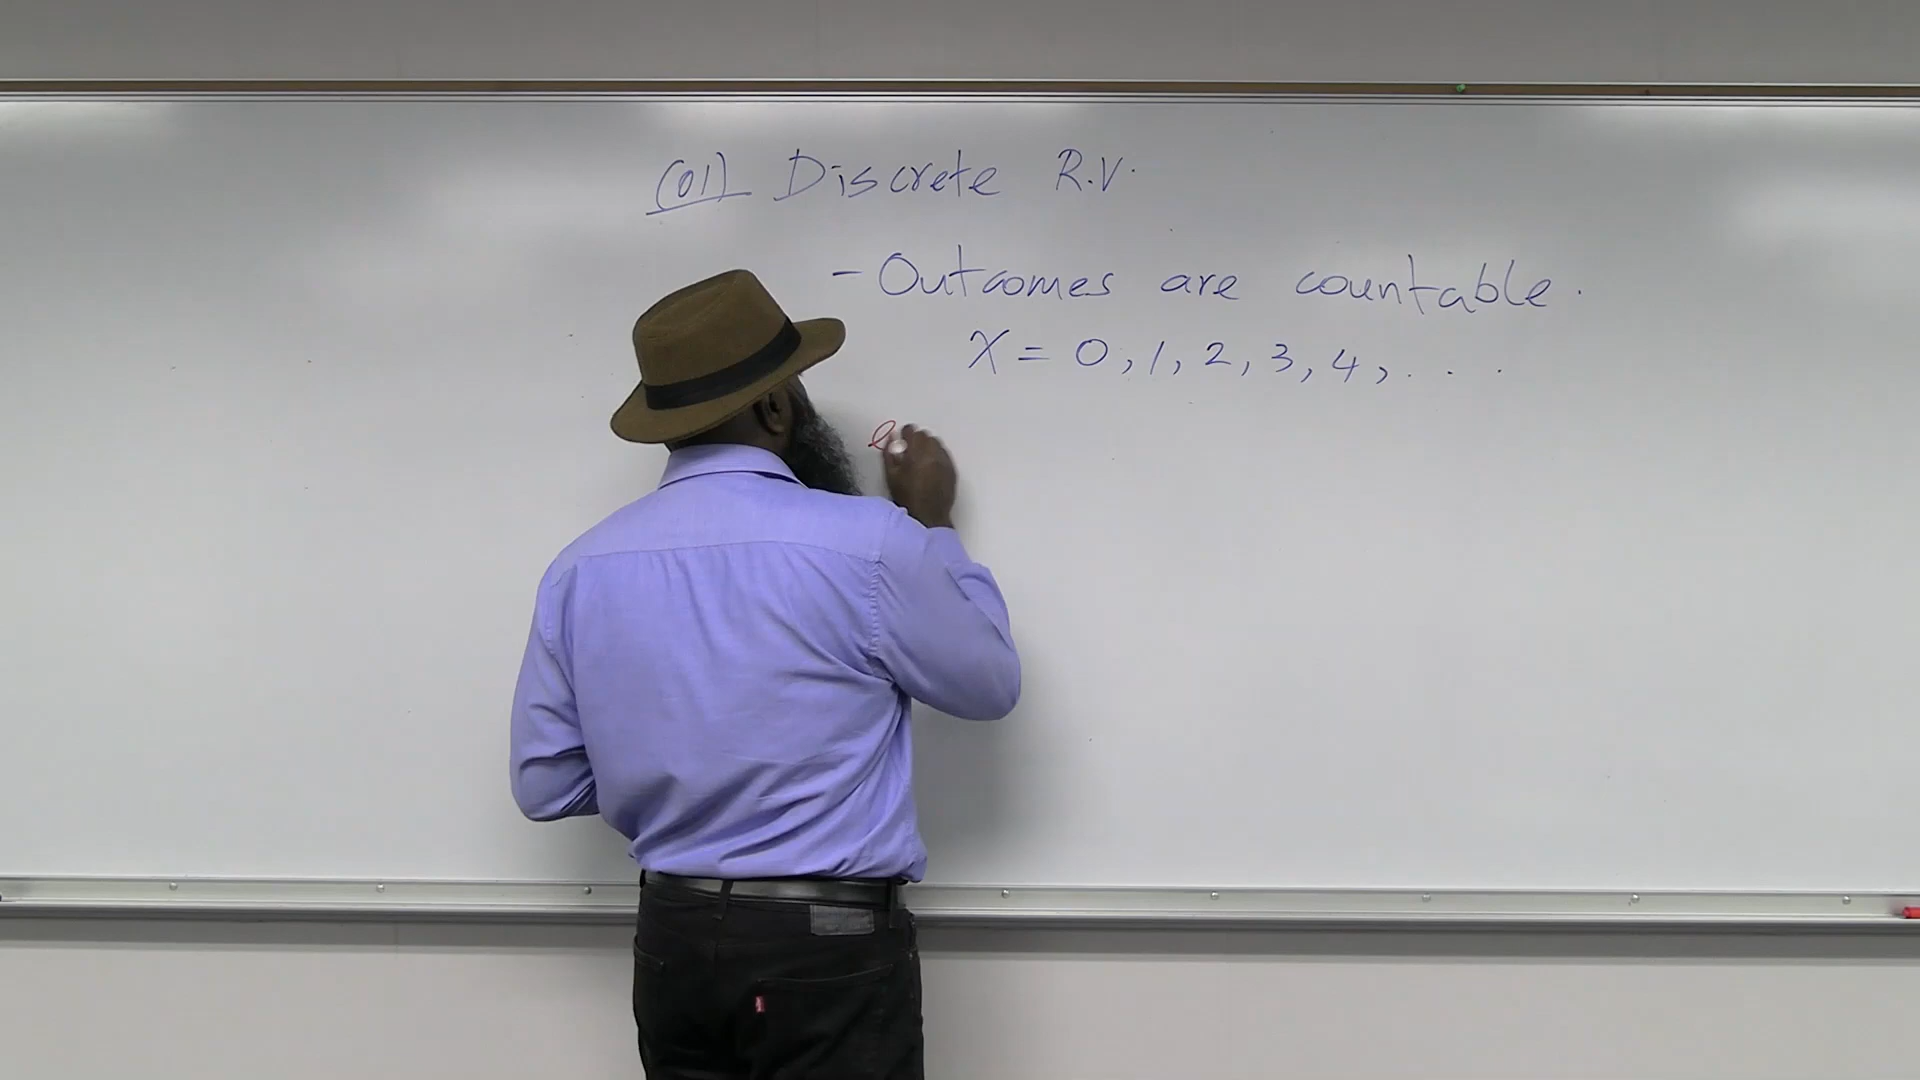 (01) Discrete R.V.
- Outcomes are countable.
X = 0, 1, 2, 3, 4, . . .
e